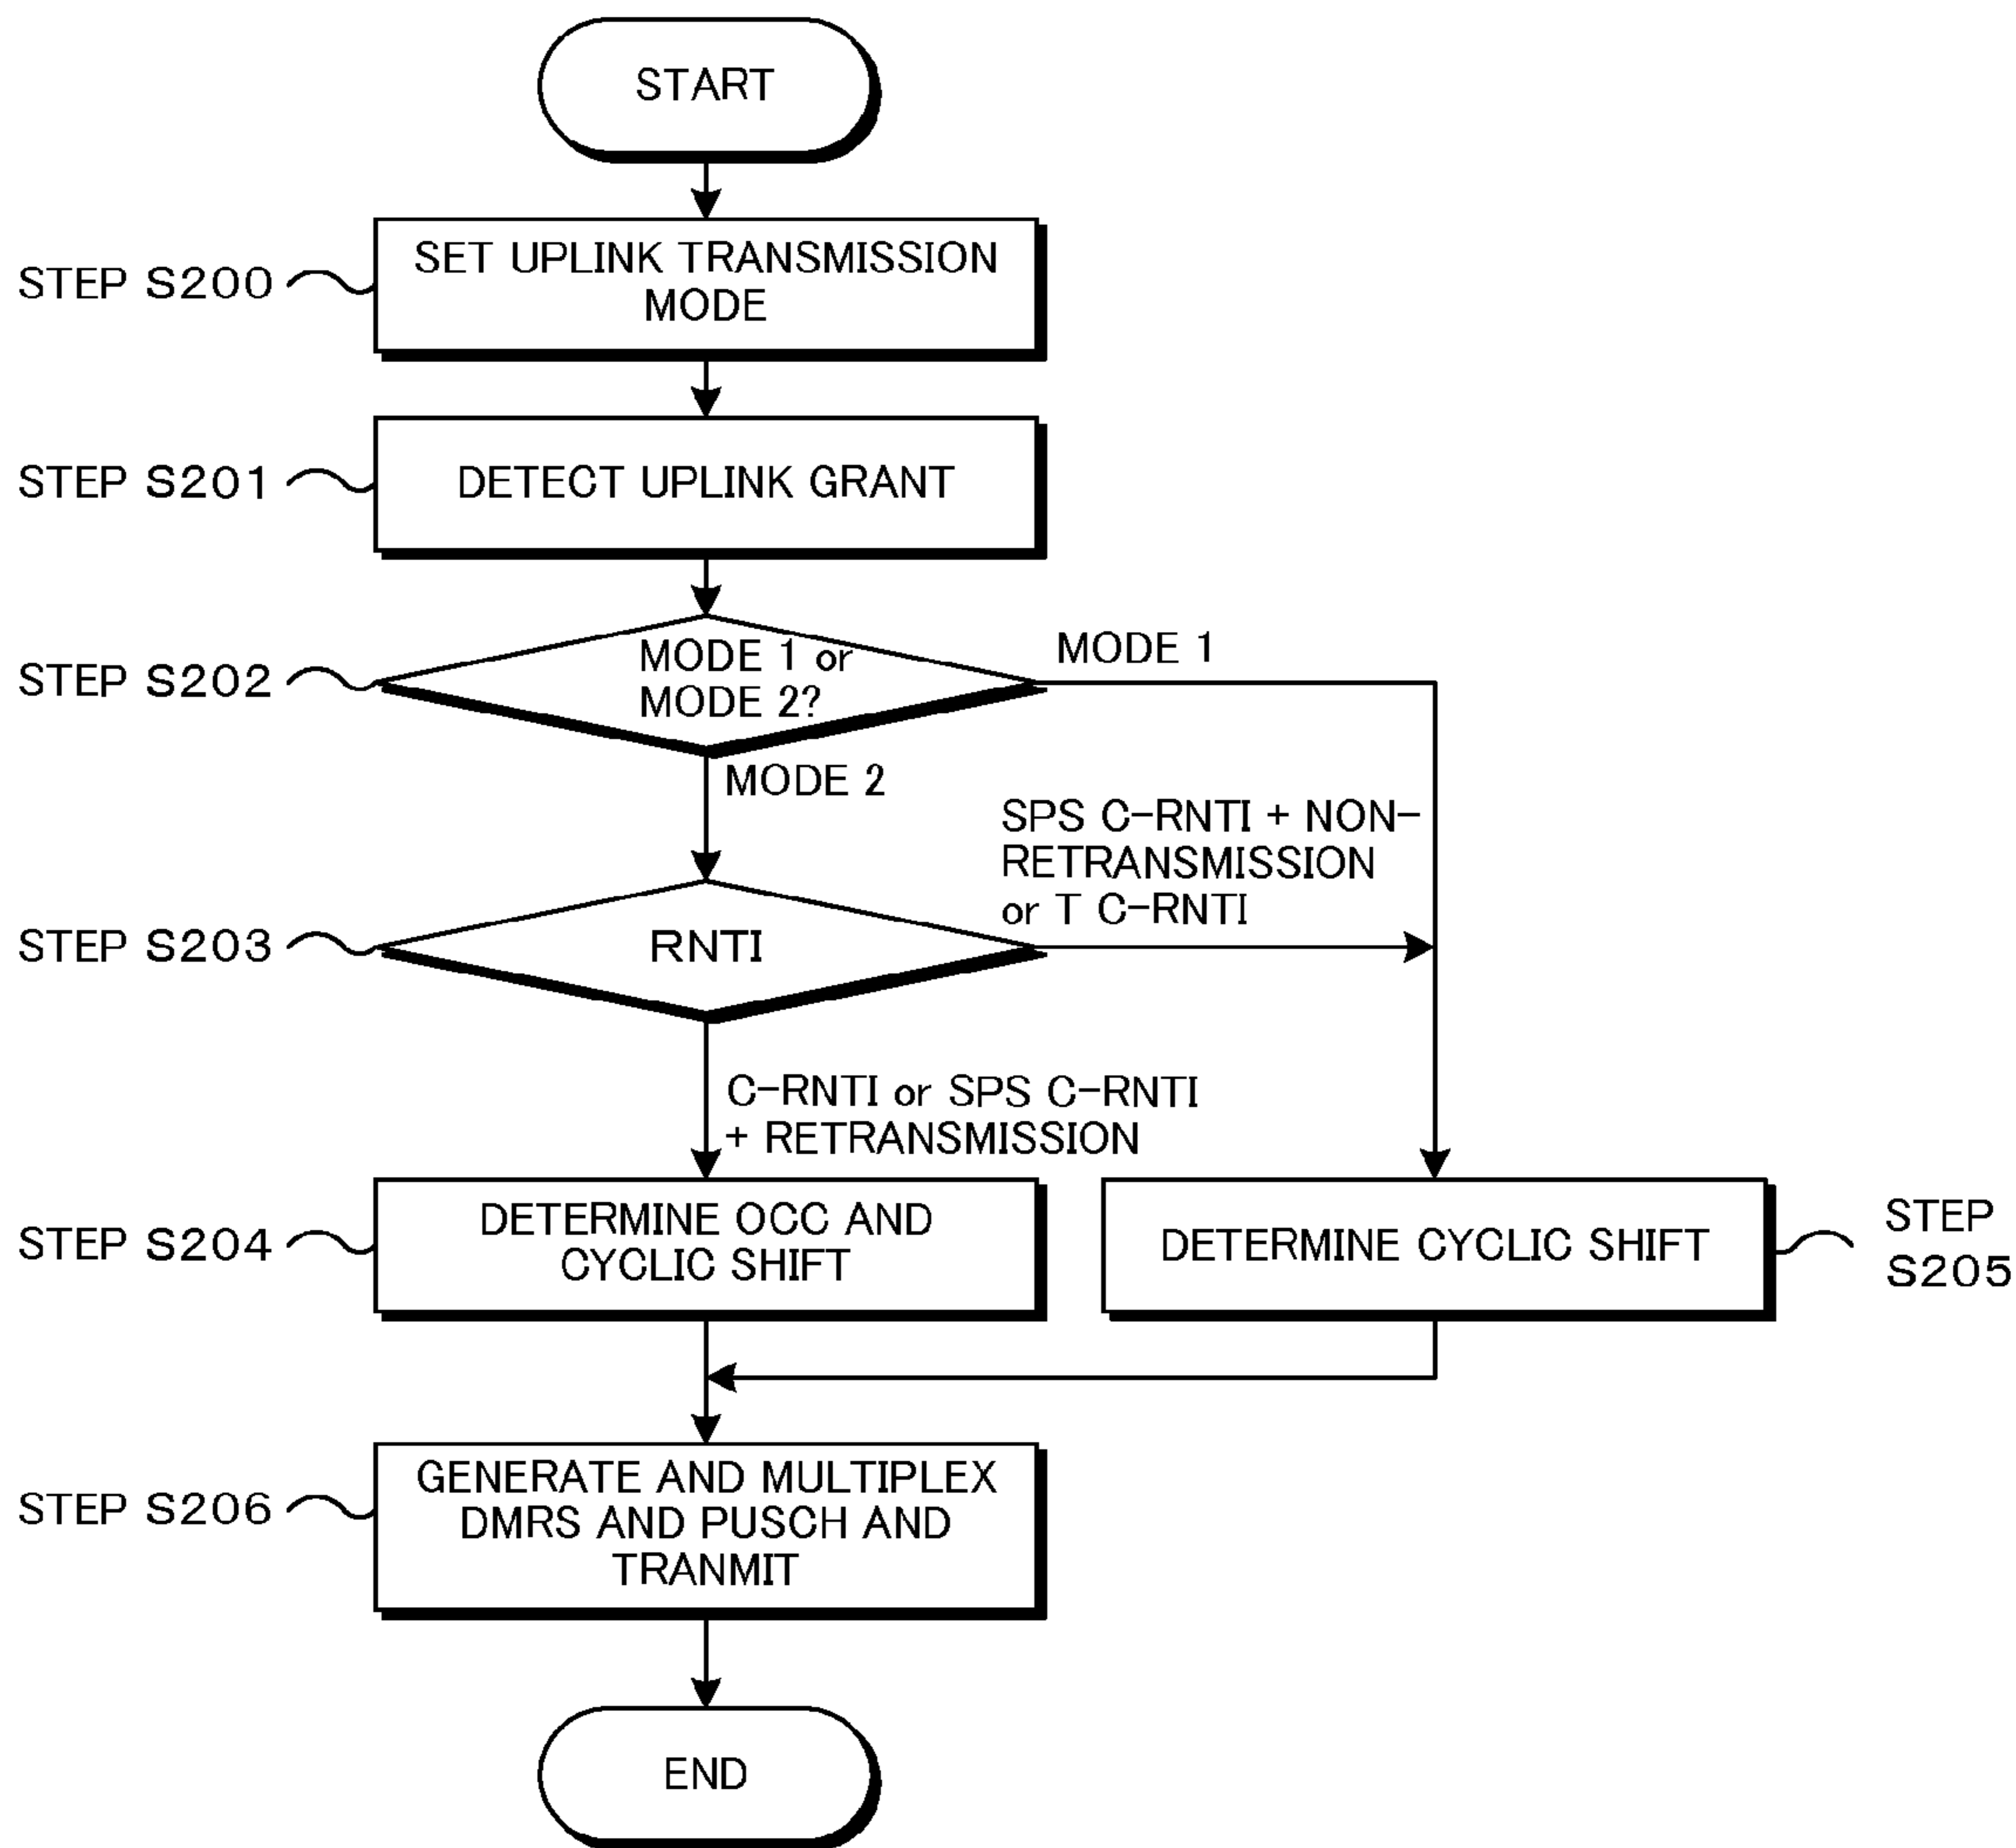 START
STEP S200
SET UPLINK TRANSMISSION
MODE
STEP S201
DETECT UPLINK GRANT
STEP S202
MODE 1 or
MODE 2?
MODE 1
MODE 2
SPS C-RNTI + NON-
RETRANSMISSION
or T C-RNTI
STEP S203
RNTI
C-RNTI or SPS C-RNTI
+ RETRANSMISSION
STEP S204
DETERMINE OCC AND
CYCLIC SHIFT
DETERMINE CYCLIC SHIFT
STEP
S205
STEP S206
GENERATE AND MULTIPLEX
DMRS AND PUSCH AND
TRANMIT
END